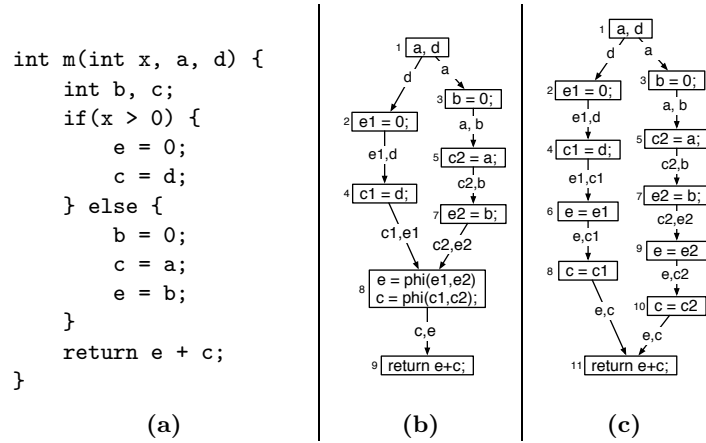 int m(int x, a, d) {
int b, c;
if(x > 0) {
e = 0;
c = d;
} else {
b = 0;
c = a;
e = b;
}
return e + c;
}
(a)
1 a, d
d a
3 b = 0;
2 e1 = 0;
a, b
e1,d
5 c2 = a;
c2,b
4 c1 = d;
7 e2 = b;
c1,e1 c2,e2
8 e = phi(e1,e2)
c = phi(c1,c2);
c,e
9 return e+c;
(b)
1 a, d
d a
3 b = 0;
2 e1 = 0;
a, b
e1,d
5 c2 = a;
4 c1 = d;
c2,b
e1,c1
7 e2 = b;
6 e = e1
c2,e2
e,c1
9 e = e2
8 c = c1
e,c2
10 c = c2
e,c e,c
11 return e+c;
(c)